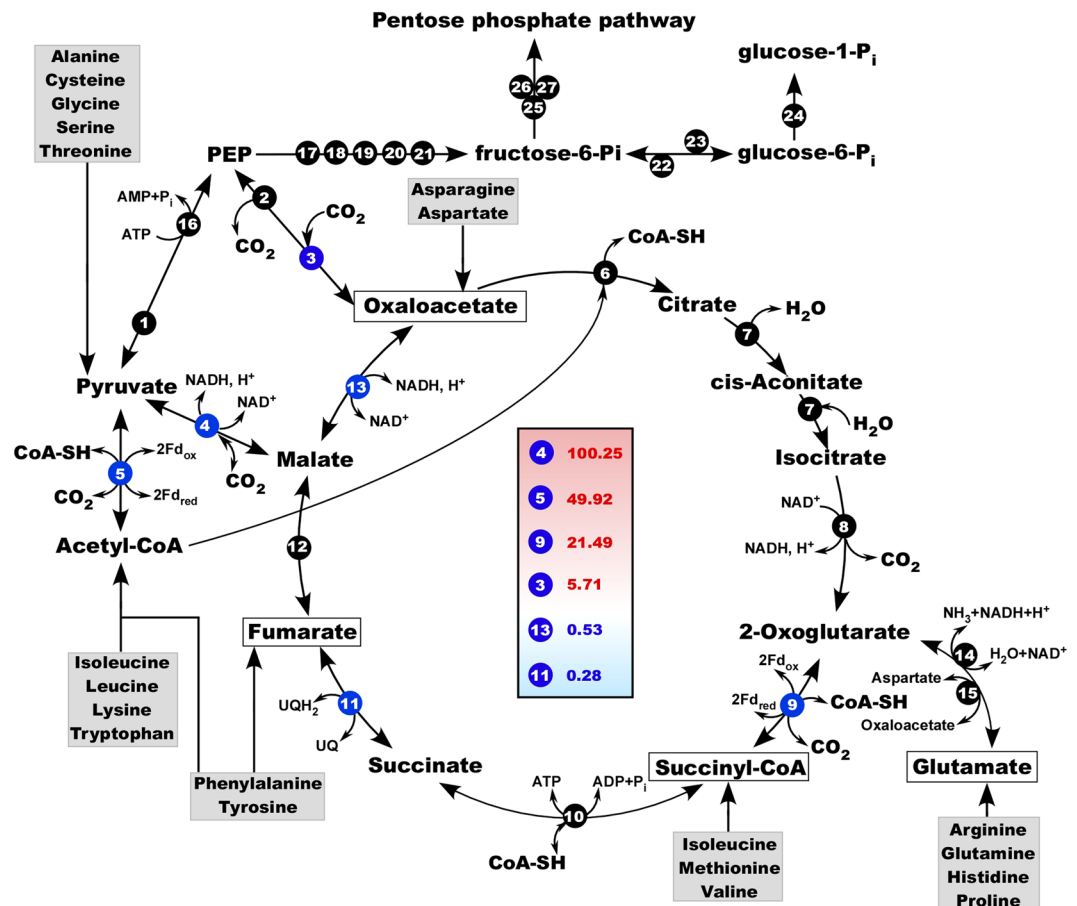 Pentose phosphate pathway
glucose-1-Pi
Alanine
Cysteine
Glycine
Serine
Threonine
26 27
25
24
PEP
17 18 19 20 21
fructose-6-Pi
23
22
glucose-6-Pi
AMP+Pi
ATP
16
2
CO2
CO2
3
Asparagine
Aspartate
CoA-SH
6
Oxaloacetate
Citrate
H2O
7
1
Pyruvate
NADH, H+
NAD+
4
CO2
13
NADH, H+
NAD+
cis-Aconitate
7
H2O
Malate
Isocitrate
CoA-SH
2Fdox
5
CO2
2Fdred
Acetyl-CoA
12
4 100.25
5 49.92
9 21.49
3 5.71
13 0.53
11 0.28
NAD+
8
NADH, H+
CO2
Fumarate
2-Oxoglutarate
NH3+NADH+H+
14
H2O+NAD+
Aspartate
15
Oxaloacetate
2Fdox
2Fdred
9
CoA-SH
CO2
Isoleucine
Leucine
Lysine
Tryptophan
UQH2
11
UQ
Succinate
Succinyl-CoA
Glutamate
Phenylalanine
Tyrosine
ATP
ADP+Pi
10
CoA-SH
Isoleucine
Methionine
Valine
Arginine
Glutamine
Histidine
Proline